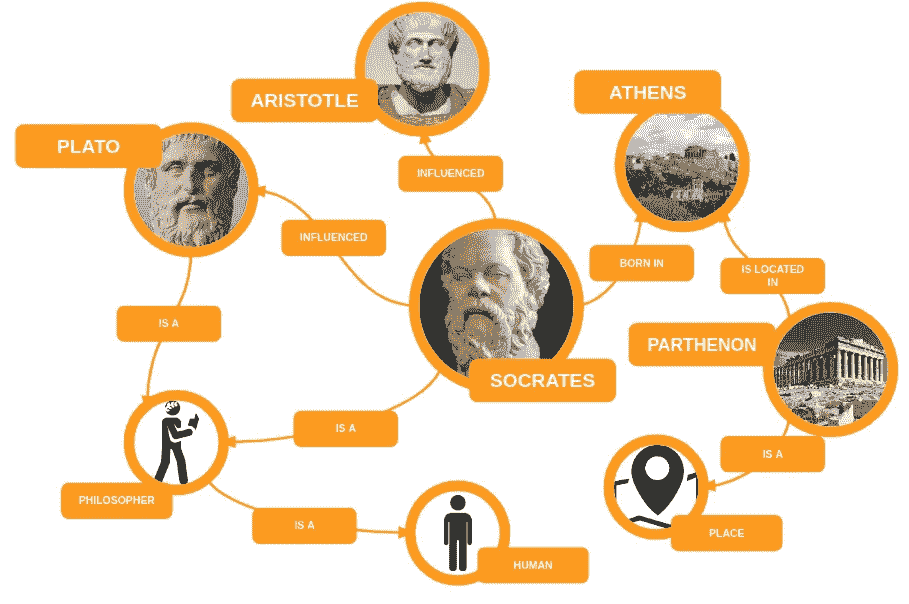 ARISTOTLE
ATHENS
PLATO
INFLUENCED
INFLUENCED
BORN IN
IS LOCATED
IN
IS A
PARTHENON
SOCRATES
IS A
IS A
PHILOSOPHER
IS A
PLACE
HUMAN